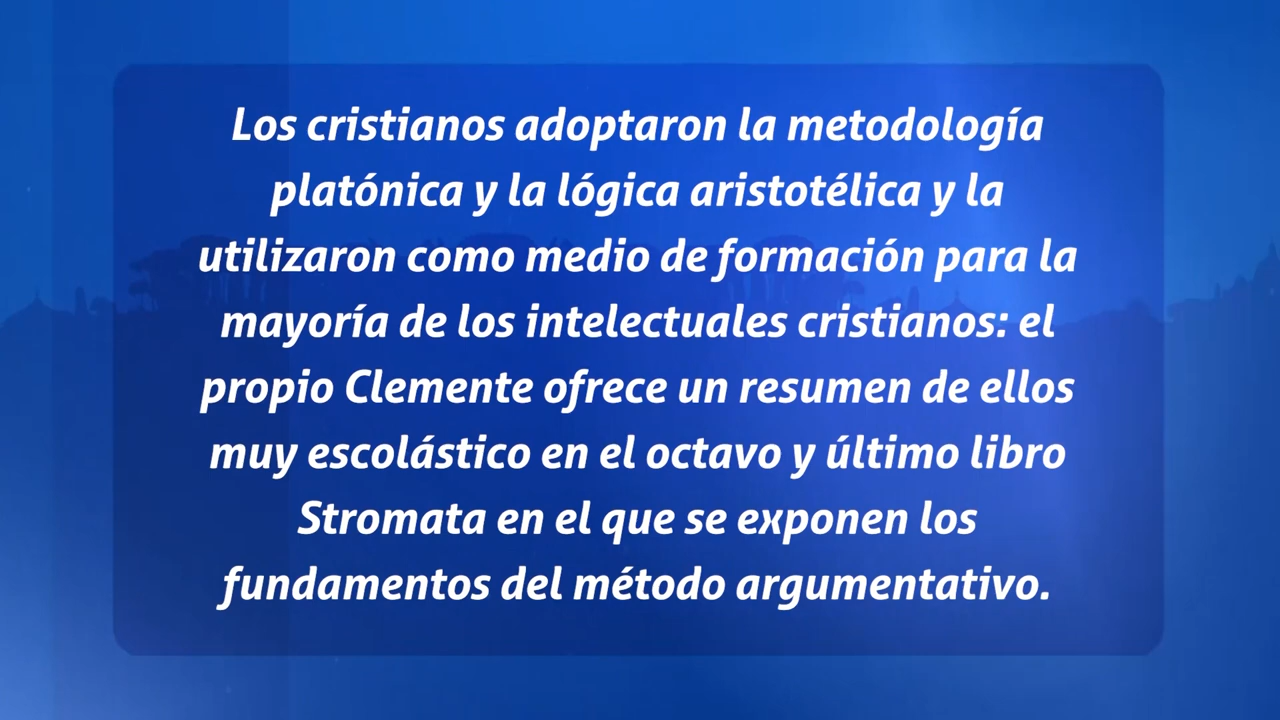 Los cristianos adoptaron la metodología
platónica y la lógica aristotélica y la
utilizaron como medio de formación para la
mayoría de los intelectuales cristianos: el
propio Clemente ofrece un resumen de ellos
muy escolástico en el octavo y último libro
Stromata en el que se exponen los
fundamentos del método argumentativo.